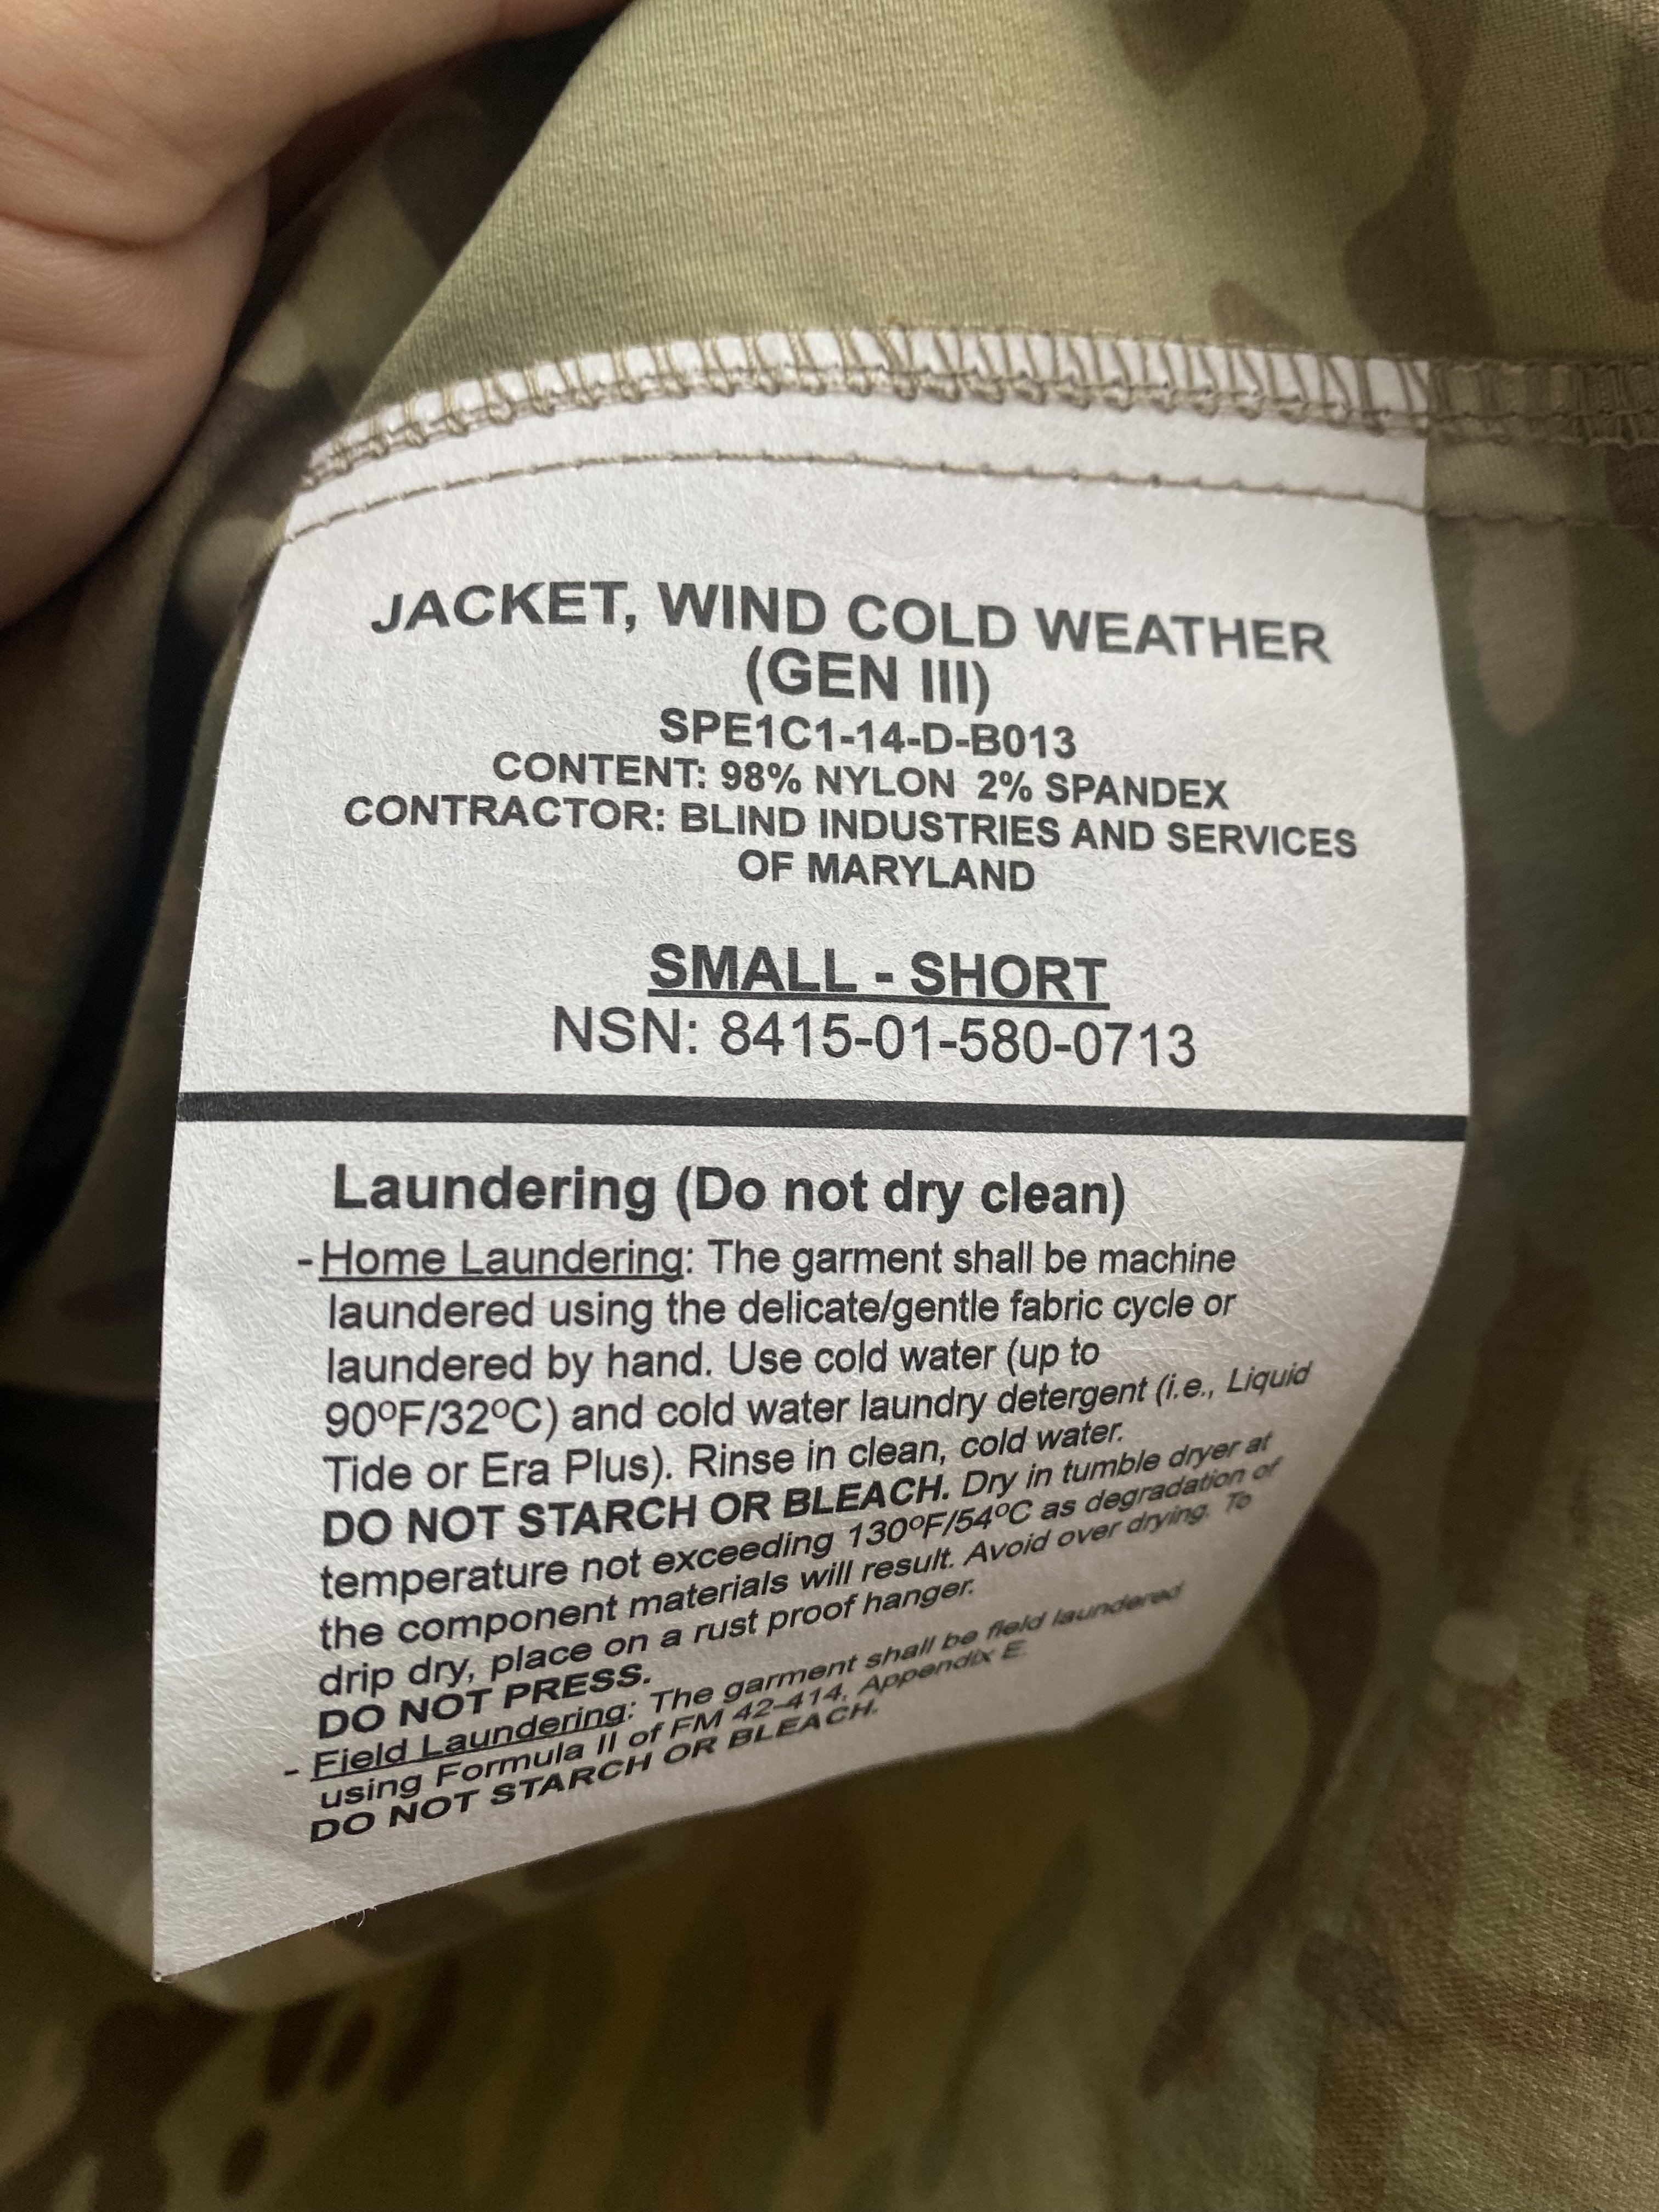 JACKET, WIND COLD WEATHER
(GEN III)
SPE1C1-14-D-B013
CONTENT: 98% NYLON 2% SPANDEX
CONTRACTOR: BLIND INDUSTRIES AND SERVICES
OF MARYLAND
SMALL - SHORT
NSN: 8415-01-580-0713
Laundering (Do not dry clean)
-Home Laundering: The garment shall be machine
laundered using the delicate/gentle fabric cycle or
laundered by hand. Use cold water (up to
90ºF/32ºC) and cold water laundry detergent (i.e., Liquid
Tide or Era Plus). Rinse in clean, cold water.
DO NOT STARCH OR BLEACH. Dry in tumble dryer at
temperature not exceeding 130ºF/54ºC as degradation of
the component materials will result. Avoid over drying. To
drip dry, place on a rust proof hanger.
DO NOT PRESS.
- Field Laundering: The garment shall be field laundered
using Formula II of FM 42-414, Appendix E.
DO NOT STARCH OR BLEACH.